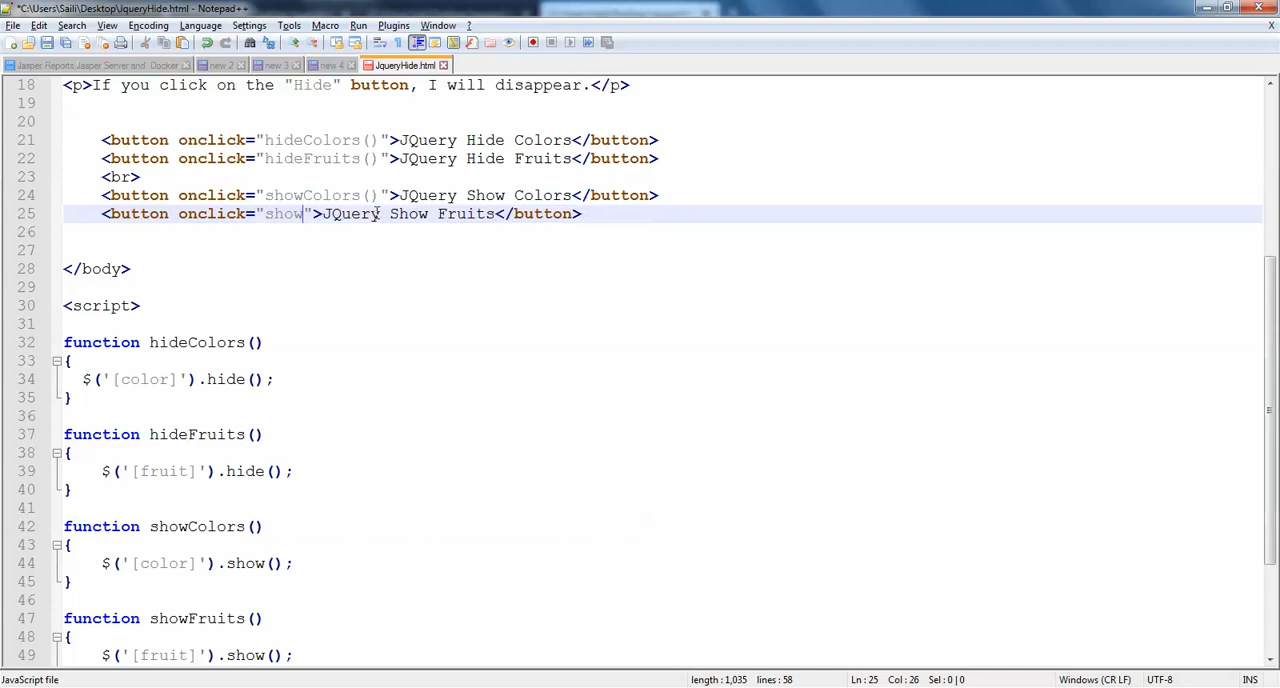 *C:\Users\Saili\Desktop\JqueryHide.html - Notepad++
File Edit Search View Encoding Language Settings Tools Macro Run Plugins Window ? X
Jasper Reports,Jasper Server and Docker new 2 new 3 new 4 JqueryHide.html
18 <p>If you click on the "Hide" button, I will disappear.</p>
19
20
21 <button onclick="hideColors()">JQuery Hide Colors</button>
22 <button onclick="hideFruits()">JQuery Hide Fruits</button>
23 <br>
24 <button onclick="showColors()">JQuery Show Colors</button>
25 <button onclick="show">JQuery Show Fruits</button>
26
27
28 </body>
29
30 <script>
31
32 function hideColors()
33 {
34 $('[color]').hide();
35 }
36
37 function hideFruits()
38 {
39 $('[fruit]').hide();
40 }
41
42 function showColors()
43 {
44 $('[color]').show();
45 }
46
47 function showFruits()
48 {
49 $('[fruit]').show();
JavaScript file length : 1,035 lines : 58 Ln : 25 Col : 26 Sel : 0 | 0 Windows (CR LF) UTF-8 INS